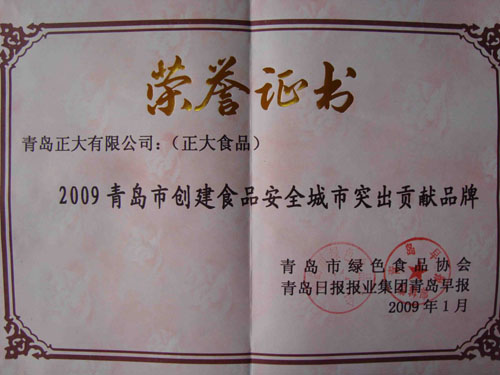 荣誉证书
青岛正大有限公司：（正大食品）
2009青岛市创建食品安全城市突出贡献品牌
青岛市绿色食品协会
青岛日报报业集团青岛早报
2009年1月